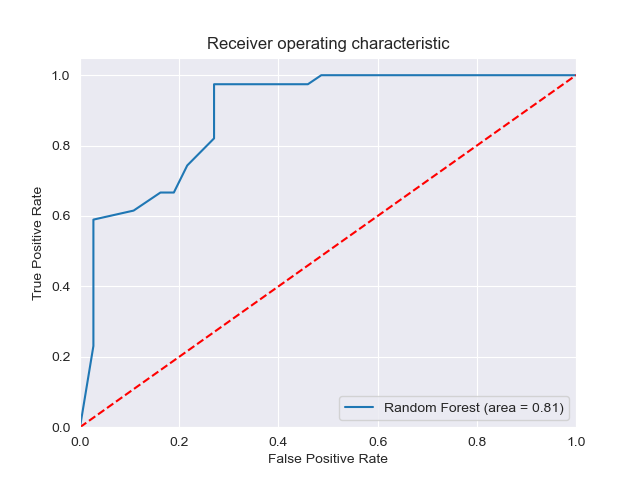 Receiver operating characteristic
1.0
0.8
0.6
0.4
0.2
0.0
True Positive Rate
Random Forest (area = 0.81)
0.0 0.2 0.4 0.6 0.8 1.0
False Positive Rate